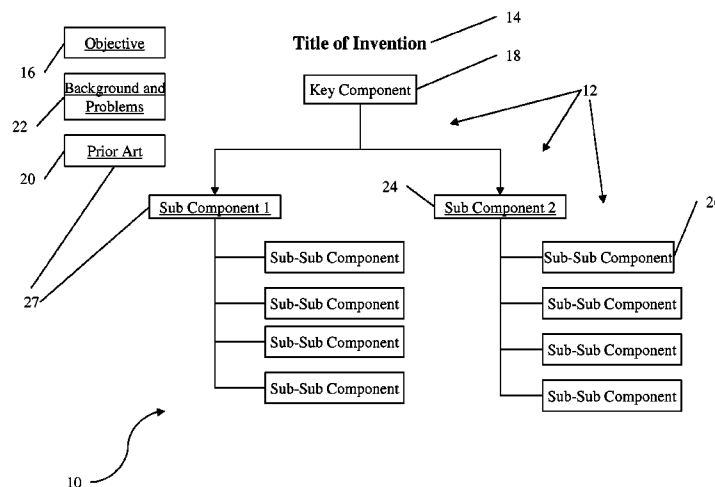 14
Title of Invention
Objective
16
18
Key Component
Background and
Problems
22
12
Prior Art
20
24
Sub Component 1
Sub Component 2
Sub-Sub Component
Sub-Sub Component
Sub-Sub Component
Sub-Sub Component
27
Sub-Sub Component
Sub-Sub Component
Sub-Sub Component
Sub-Sub Component
10